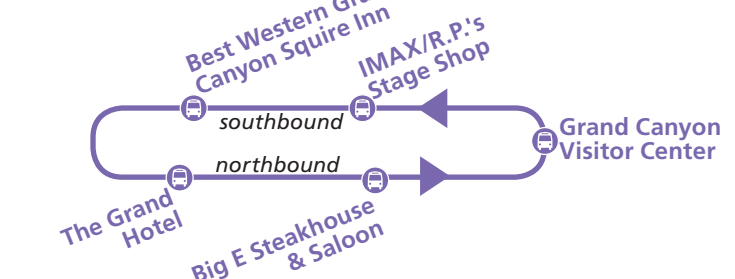 Best Western
Canyon Squire Inn
IMAX/R.P.'s
Stage Shop
southbound
Grand Canyon
Visitor Center
northbound
The Grand
Hotel
Big E Steakhouse
& Saloon